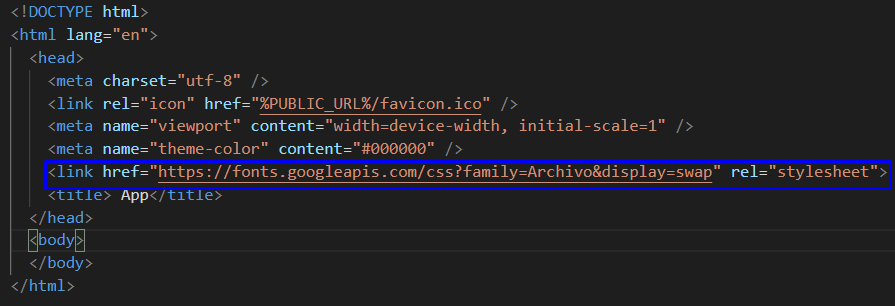 <!DOCTYPE html>
<html lang="en">
<head>
<meta charset="utf-8" />
<link rel="icon" href="%PUBLIC_URL%/favicon.ico" />
<meta name="viewport" content="width=device-width, initial-scale=1" />
<meta name="theme-color" content="#000000" />
<link href="https://fonts.googleapis.com/css?family=Archivo&display=swap" rel="stylesheet">
<title> App</title>
</head>
<body>
</body>
</html>